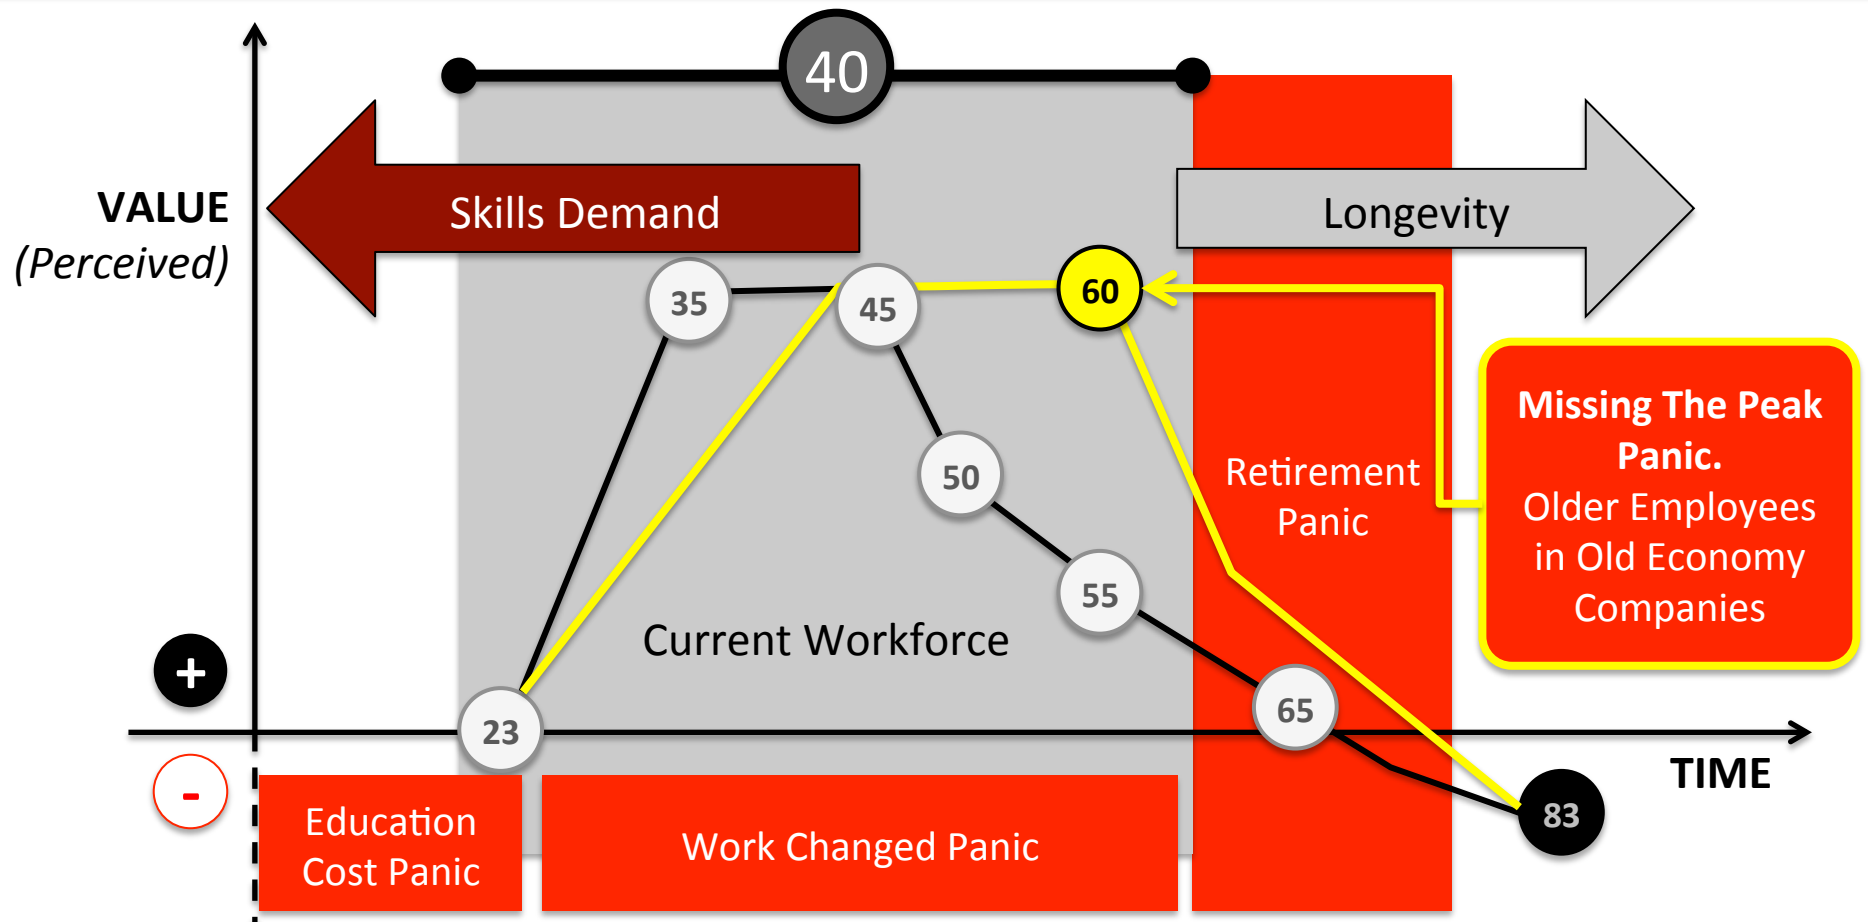 40
VALUE
(Perceived)
Skills Demand
Longevity
35
45
60
Missing The Peak
Panic.
Older Employees
in Old Economy
Companies
50
Retirement
Panic
55
Current Workforce
+
23
65
-
TIME
83
Education
Cost Panic
Work Changed Panic